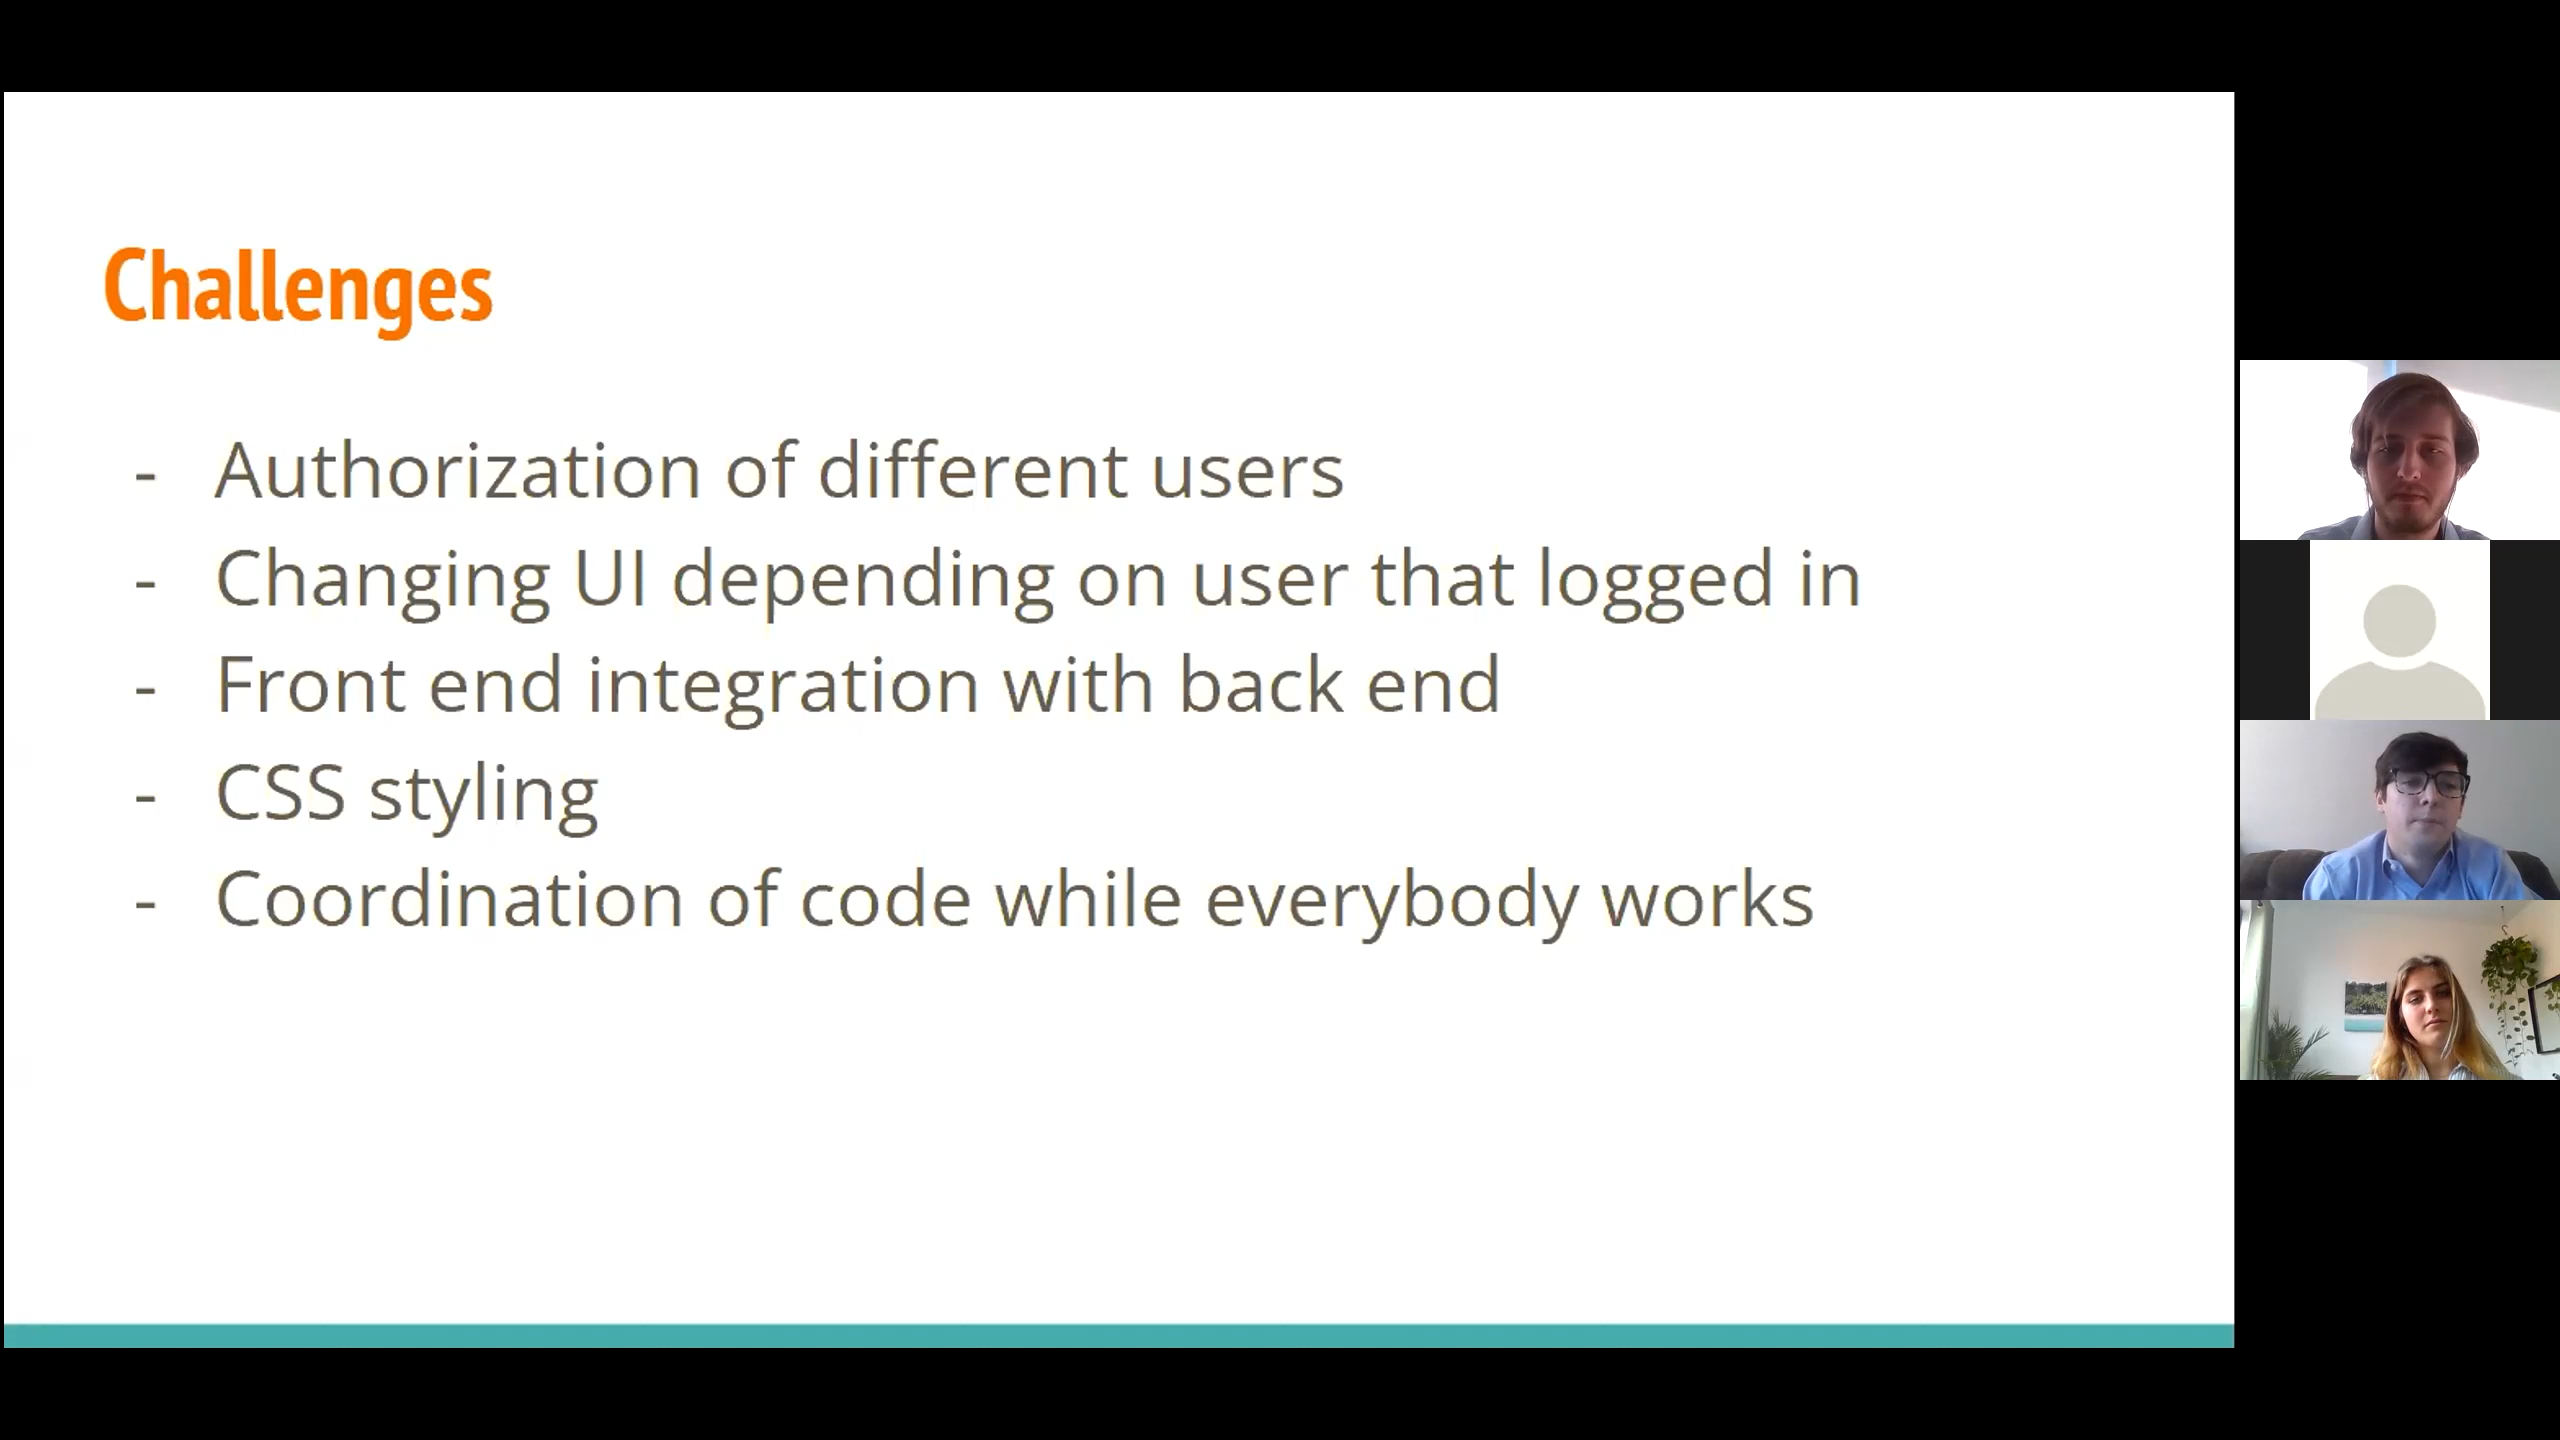 Challenges
- Authorization of different users
- Changing UI depending on user that logged in
- Front end integration with back end
- CSS styling
- Coordination of code while everybody works